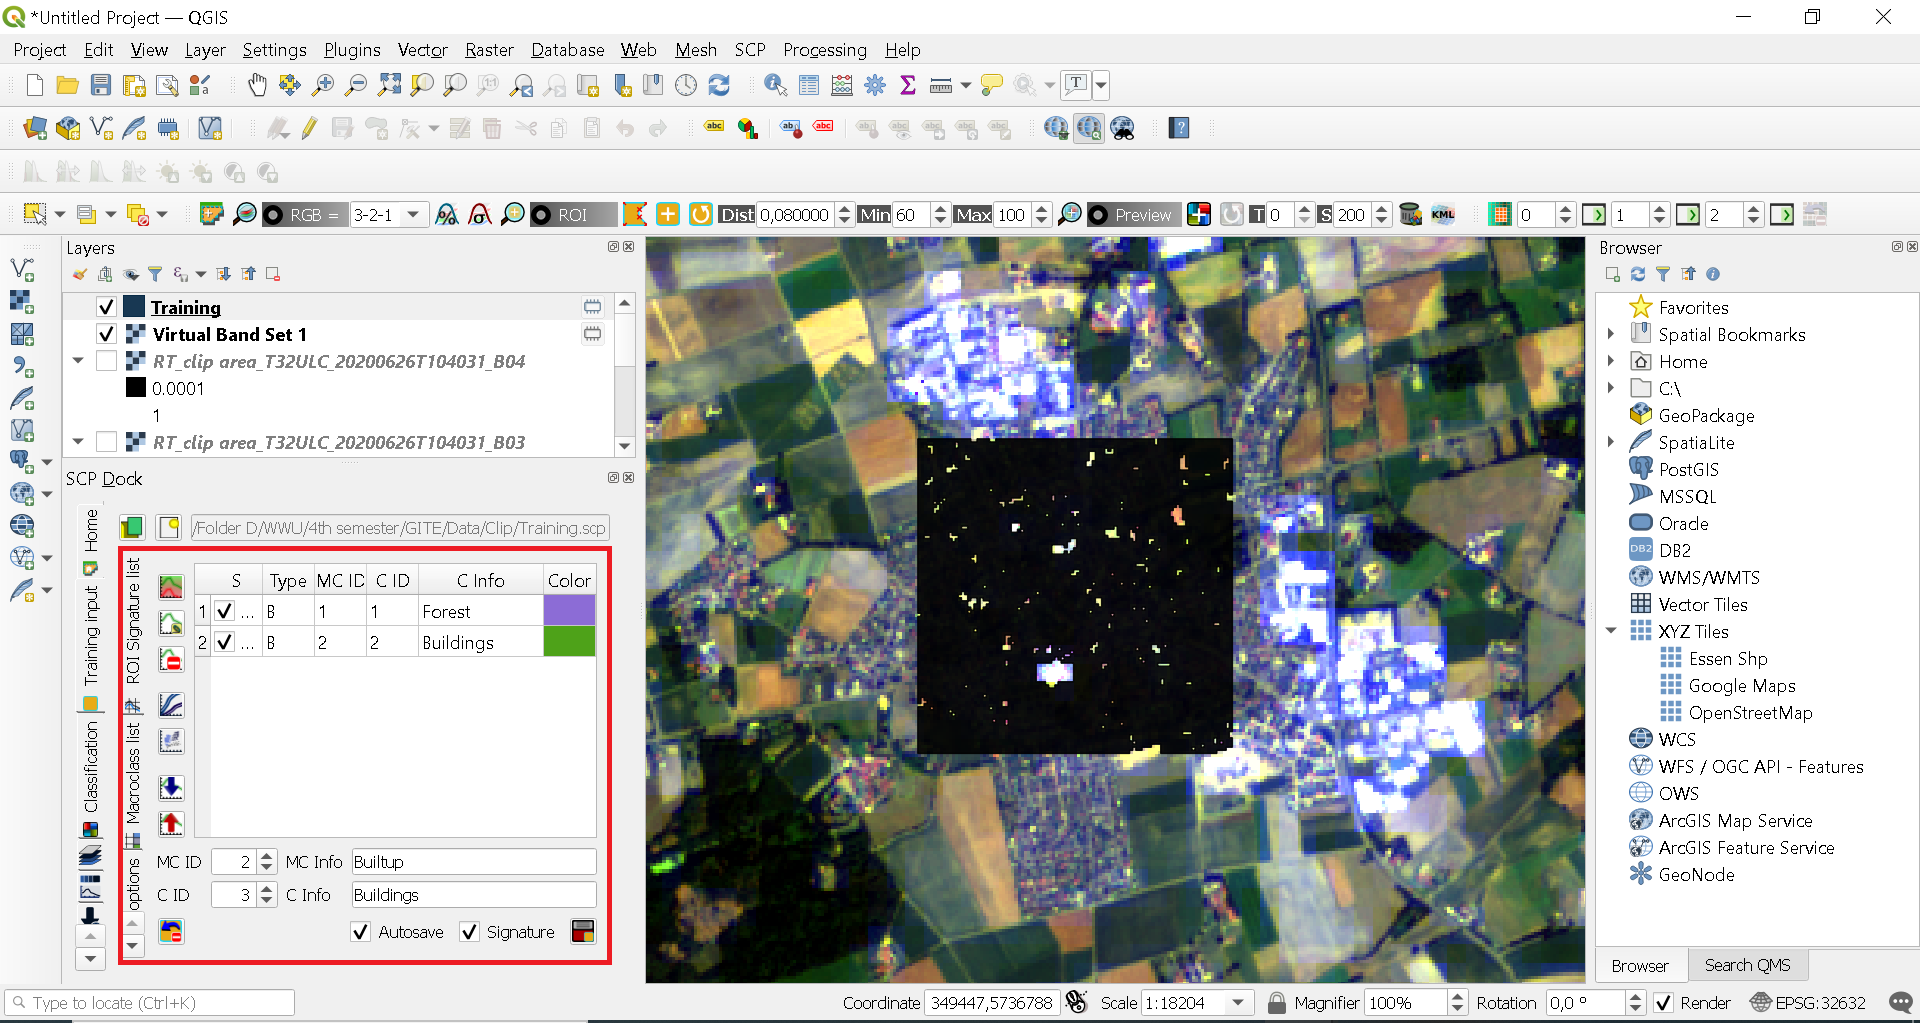 *Untitled Project — QGIS
Project Edit View Layer Settings Plugins Vector Raster Database Web Mesh SCP Processing Help
RGB = 3-2-1 ROI Dist 0,080000 Min 60 Max 100 Preview T 0 S 200 KML 0 1 2
Layers
Training
Virtual Band Set 1
RT_clip area_T32ULC_20200626T104031_B04
0.0001
1
RT_clip area_T32ULC_20200626T104031_B03
SCP Dock
Home
Training input
Classification
/Folder D/WWU/4th semester/GITE/Data/Clip/Training.scp
ROI Signature list
Macroclass list
options
S Type MC ID C ID C Info Color
1 ... B 1 1 Forest
2 ... B 2 2 Buildings
MC ID 2 MC Info Builtup
C ID 3 C Info Buildings
Autosave Signature
Browser
Favorites
Spatial Bookmarks
Home
C:\
GeoPackage
SpatiaLite
PostGIS
MSSQL
Oracle
DB2 DB2
WMS/WMTS
Vector Tiles
XYZ Tiles
Essen Shp
Google Maps
OpenStreetMap
WCS
WFS / OGC API - Features
OWS
ArcGIS Map Service
ArcGIS Feature Service
GeoNode
Browser Search QMS
Type to locate (Ctrl+K) Coordinate 349447,5736788 Scale 1:18204 Magnifier 100% Rotation 0,0 ° Render EPSG:32632